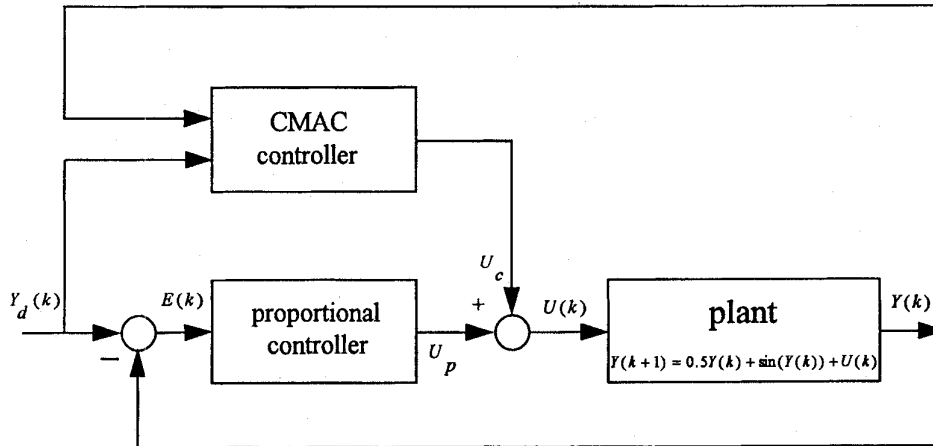 CMAC
controller
U_c
Y_d(k)
E(k)
proportional
controller
+
−
U_p
U(k)
plant
Y(k+1) = 0.5Y(k) + sin(Y(k)) + U(k)
Y(k)